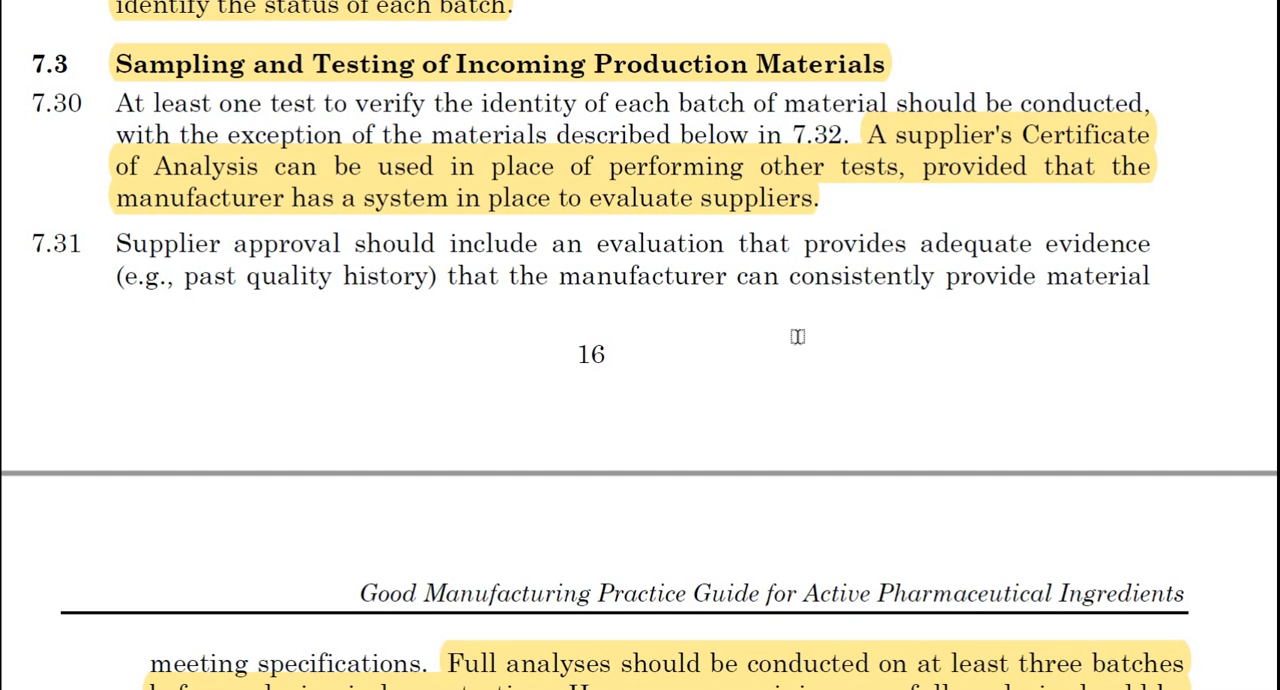 identify the status of each batch.
7.3 Sampling and Testing of Incoming Production Materials
7.30 At least one test to verify the identity of each batch of material should be conducted,
with the exception of the materials described below in 7.32. A supplier's Certificate
of Analysis can be used in place of performing other tests, provided that the
manufacturer has a system in place to evaluate suppliers.
7.31 Supplier approval should include an evaluation that provides adequate evidence
(e.g., past quality history) that the manufacturer can consistently provide material
16
Good Manufacturing Practice Guide for Active Pharmaceutical Ingredients
meeting specifications. Full analyses should be conducted on at least three batches